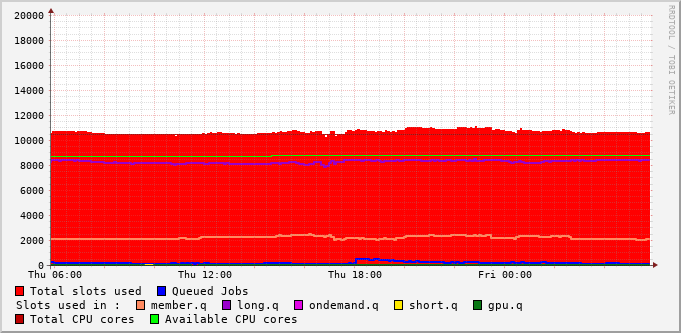 20000
18000
16000
14000
12000
10000
8000
6000
4000
2000
0
Thu 06:00 Thu 12:00 Thu 18:00 Fri 00:00
Total slots used Queued Jobs
Slots used in : member.q long.q ondemand.q short.q gpu.q
Total CPU cores Available CPU cores
RRDTOOL / TOBI OETIKER